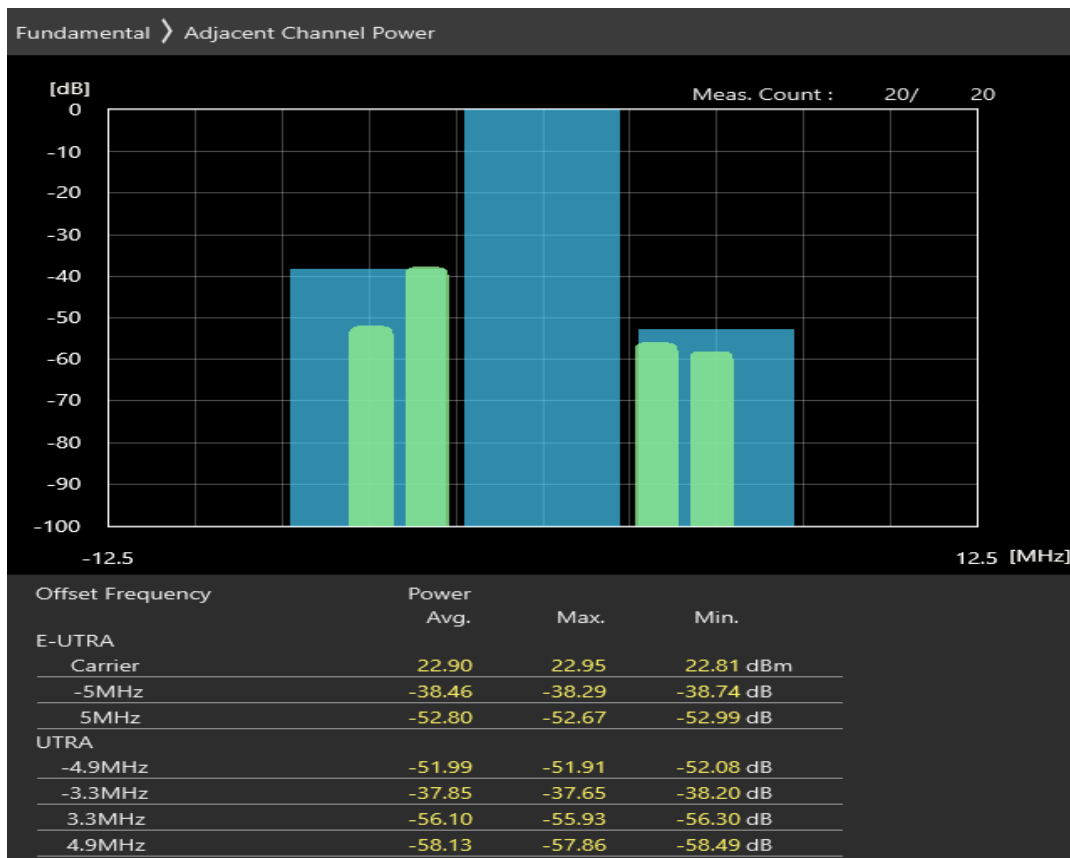 Fundamental 〉 Adjacent Channel Power
[dB]
Meas. Count : 20/ 20
0
-10
-20
-30
-40
-50
-60
-70
-80
-90
-100
-12.5 12.5 [MHz]
Offset Frequency Power
Avg. Max. Min.
E-UTRA
Carrier 22.90 22.95 22.81 dBm
-5MHz -38.46 -38.29 -38.74 dB
5MHz -52.80 -52.67 -52.99 dB
UTRA
-4.9MHz -51.99 -51.91 -52.08 dB
-3.3MHz -37.85 -37.65 -38.20 dB
3.3MHz -56.10 -55.93 -56.30 dB
4.9MHz -58.13 -57.86 -58.49 dB